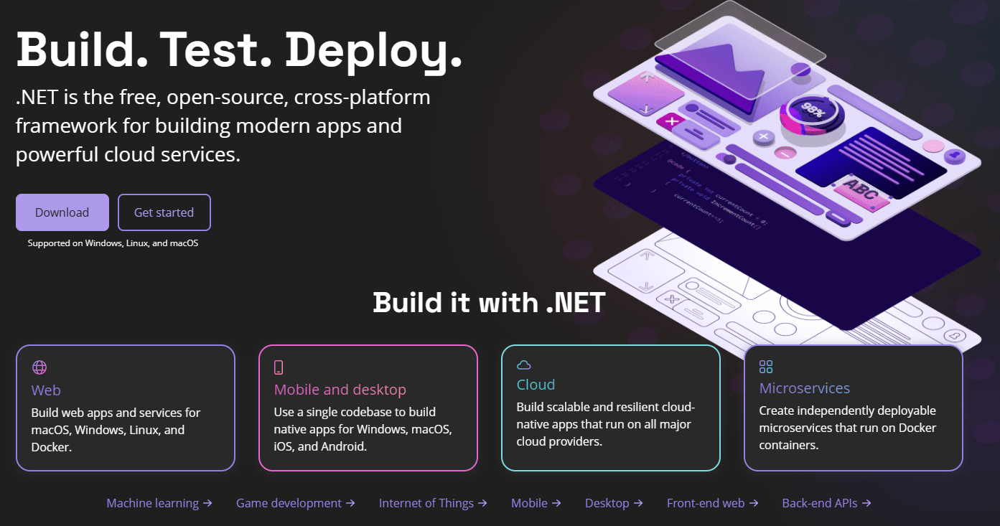 Build. Test. Deploy.
.NET is the free, open-source, cross-platform
framework for building modern apps and
powerful cloud services.
Download
Get started
Supported on Windows, Linux, and macOS
98%
ABC
</button>
@code {
private int currentCount = 0;
private void IncrementCount()
{
currentCount++;
}
}
Build it with .NET
Web
Build web apps and services for
macOS, Windows, Linux, and
Docker.
Mobile and desktop
Use a single codebase to build
native apps for Windows, macOS,
iOS, and Android.
Cloud
Build scalable and resilient cloud-
native apps that run on all major
cloud providers.
Microservices
Create independently deployable
microservices that run on Docker
containers.
Machine learning →
Game development →
Internet of Things →
Mobile →
Desktop →
Front-end web →
Back-end APIs →